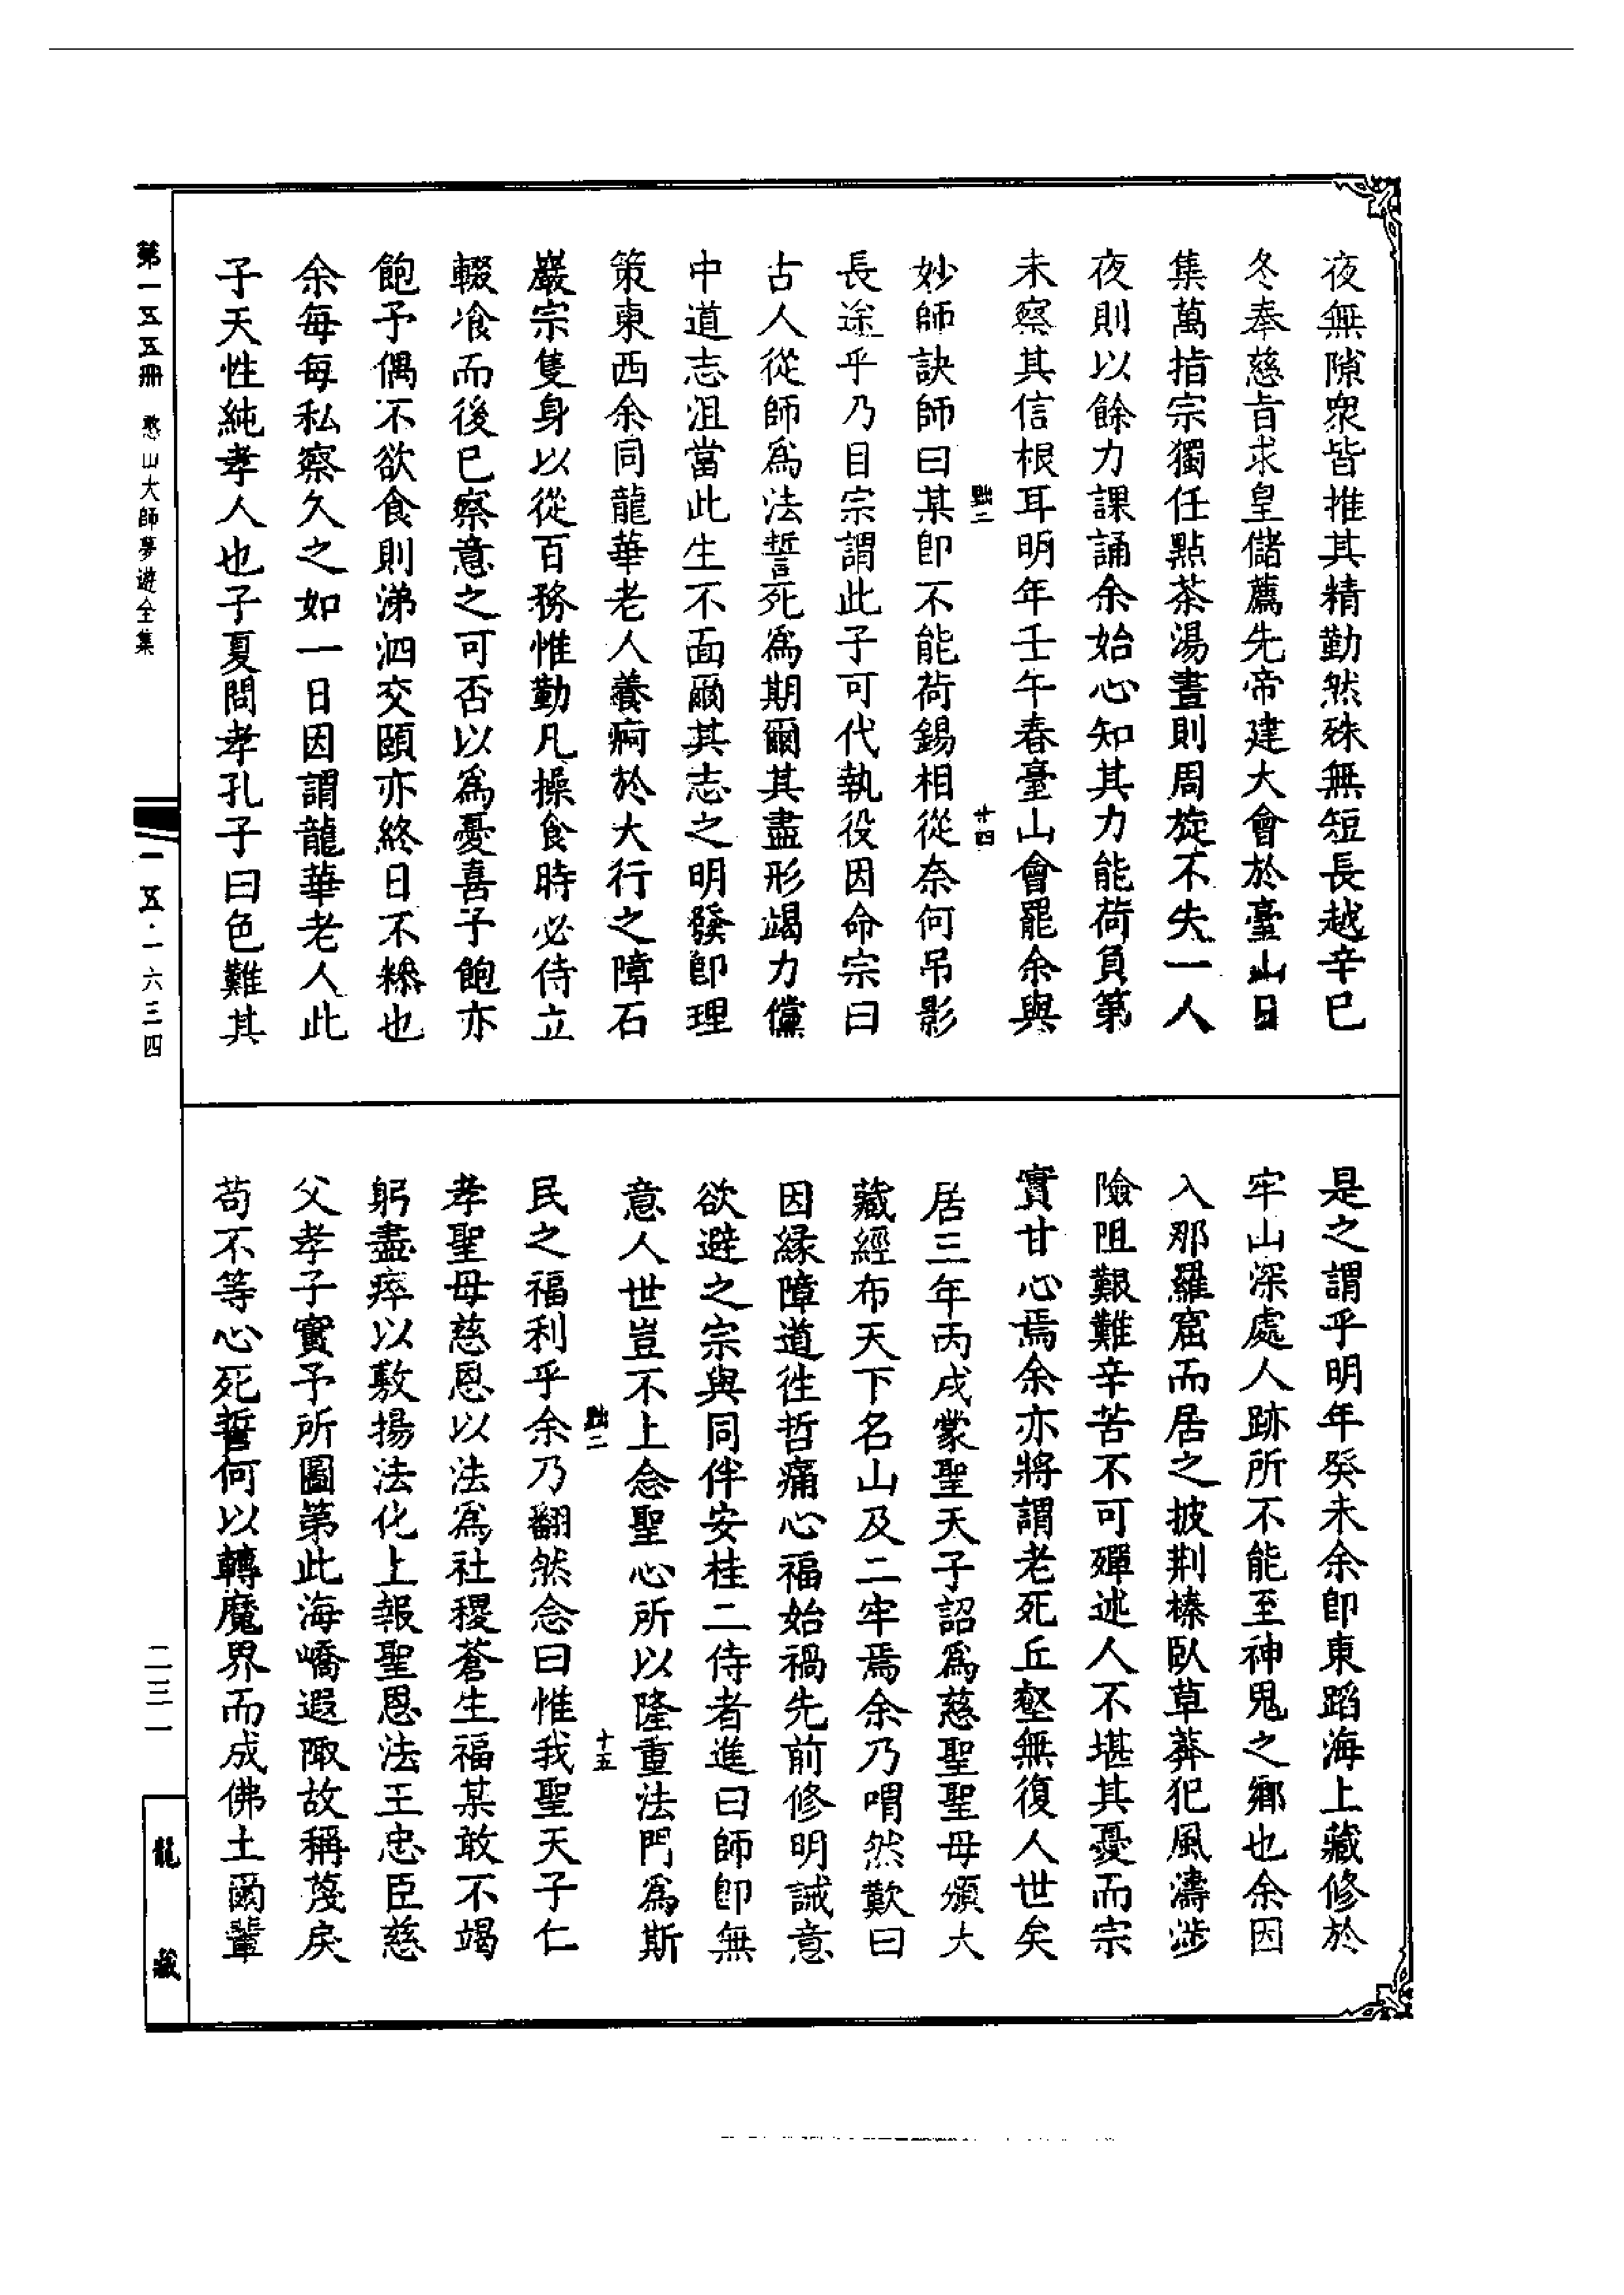 夜無隙衆皆推其精勤然殊無短長越辛巳
冬奉慈旨求皇儲薦先帝建大會於臺山日
集萬指宗獨任點茶湯晝則周旋不失一人
夜則以餘力課誦余始心知其力能荷負第
未察其信根耳明年壬午春臺山會罷余與
點二
十四
妙師訣師曰某即不能荷錫相從奈何吊影
長途乎乃目宗謂此子可代執役因命宗曰
古人從師爲法誓死爲期爾其盡形竭力儻
中道志沮當此生不面爾其志之明發即理
策東西余同龍華老人養痾於大行之障石
巖宗隻身以從百務惟勤凡操食時必侍立
輟飡而後已察意之可否以爲憂喜子飽亦
飽予偶不欲食則涕泗交頤亦終日不糝也
余每每私察久之如一日因謂龍華老人此
子天性純孝人也子夏問孝孔子曰色難其
是之謂乎明年癸未余即東蹈海上藏修於
牢山深處人跡所不能至神鬼之鄉也余因
入那羅窟而居之披荆榛臥草莽犯風濤涉
險阻艱難辛苦不可殫述人不堪其憂而宗
實甘心焉余亦將謂老死丘壑無復人世矣
居三年丙戌蒙聖天子詔爲慈聖聖母頒大
藏經布天下名山及二牢焉余乃喟然歎曰
因緣障道徃哲痛心福始禍先前修明誡意
欲避之宗與同伴安桂二侍者進曰師即無
意人世豈不上念聖心所以隆重法門爲斯
點二
十五
民之福利乎余乃翻然念曰惟我聖天子仁
孝聖母慈恩以法爲社稷蒼生福某敢不竭
躬盡瘁以敷揚法化上報聖恩法王忠臣慈
父孝子實予所圖第此海嶠遐陬故稱蔑戾
苟不等心死誓何以轉魔界而成佛土爾輩
第一五五冊
憨山大師夢遊全集
一五·一六三四
二三一
龍藏